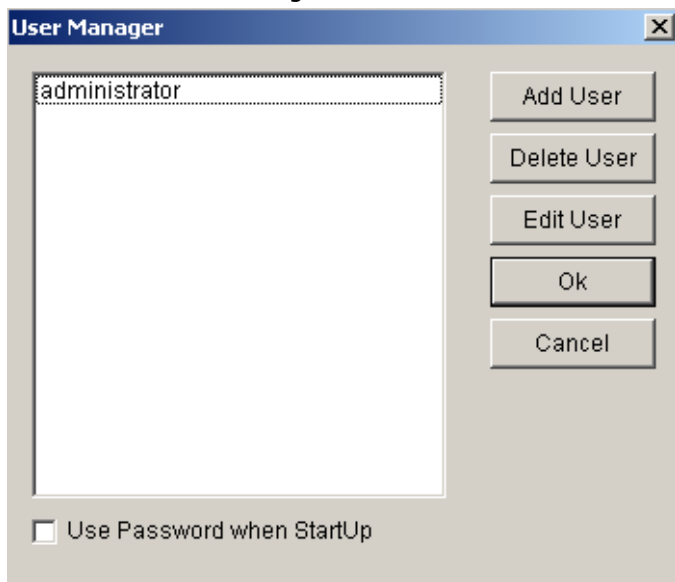 User Manager
administrator
Add User
Delete User
Edit User
Ok
Cancel
Use Password when StartUp